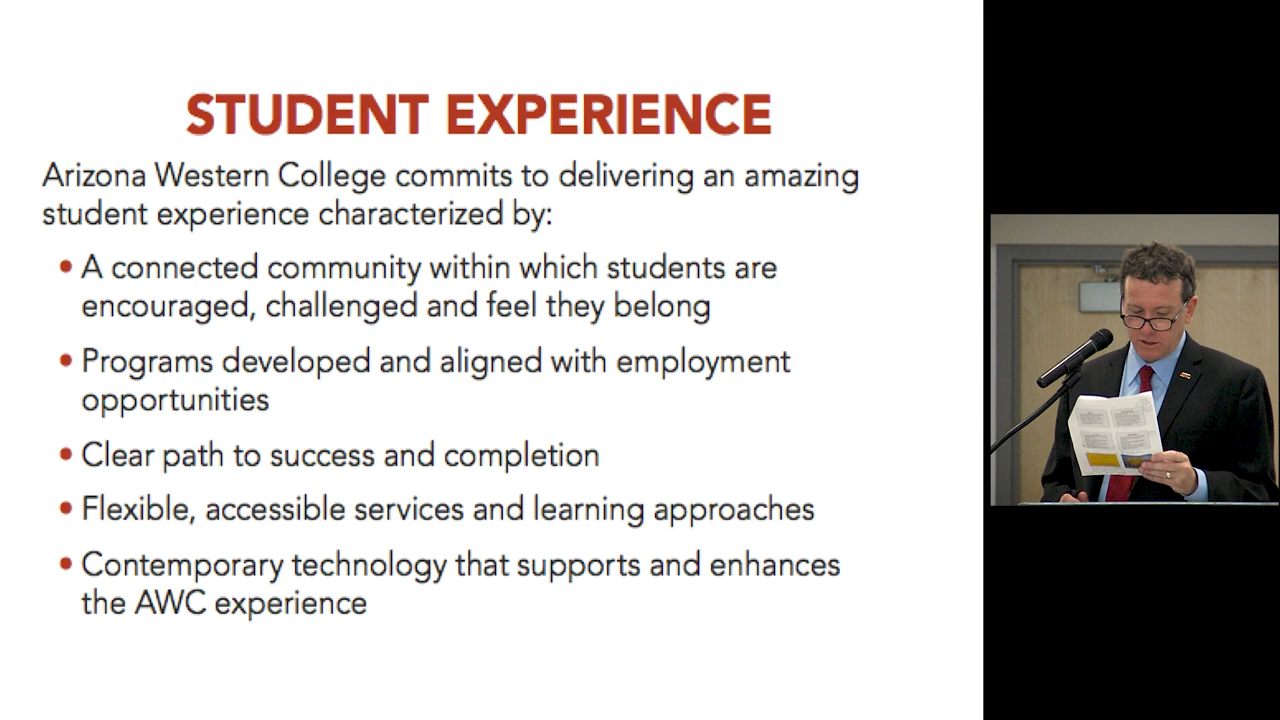 STUDENT EXPERIENCE
Arizona Western College commits to delivering an amazing
student experience characterized by:
• A connected community within which students are
encouraged, challenged and feel they belong
• Programs developed and aligned with employment
opportunities
• Clear path to success and completion
• Flexible, accessible services and learning approaches
• Contemporary technology that supports and enhances
the AWC experience